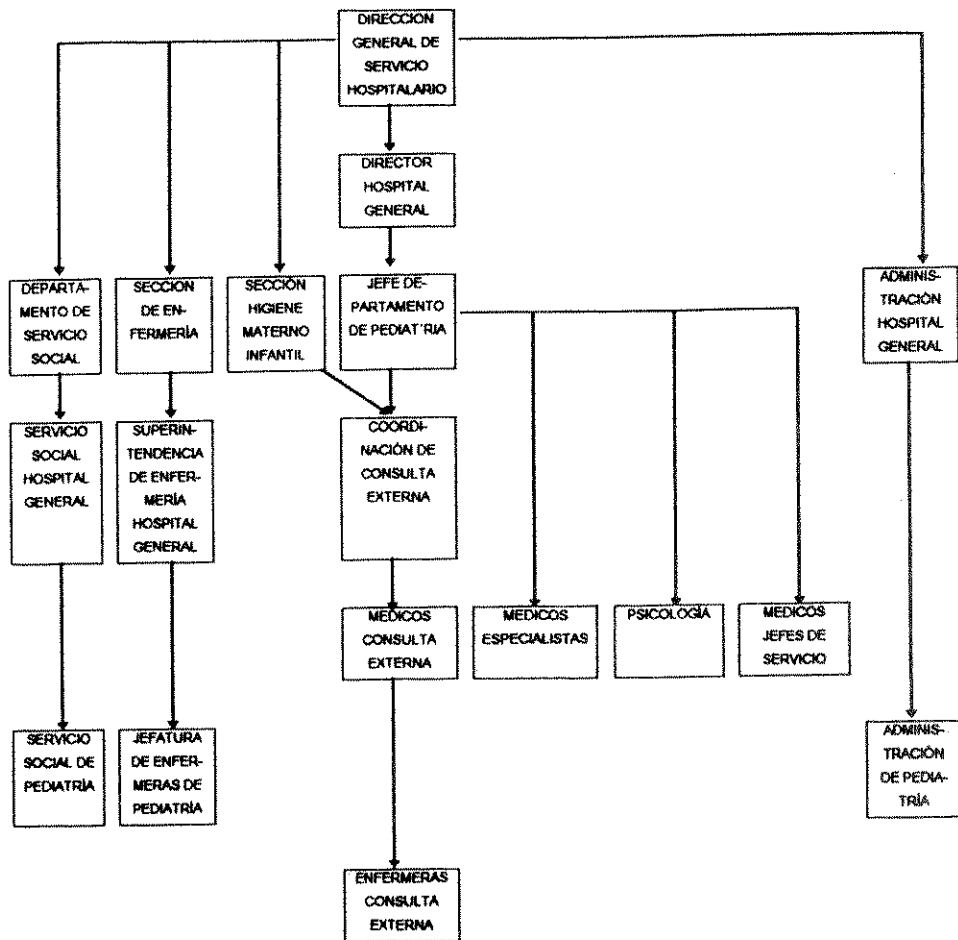 DIRECCION
GENERAL DE
SERVICIO
HOSPITALARIO
DIRECTOR
HOSPITAL
GENERAL
DEPARTA-
MENTO DE
SERVICIO
SOCIAL
SECCION
DE EN-
FERMERÍA
SECCIÓN
HIGIENE
MATERNO
INFANTIL
JEFE DE-
PARTAMENTO
DE PEDIAT´RIA
ADMINIS-
TRACIÓN
HOSPITAL
GENERAL
SERVICIO
SOCIAL
HOSPITAL
GENERAL
SUPERIN-
TENDENCIA
DE ENFER-
MERÍA
HOSPITAL
GENERAL
COORDI-
NACIÓN DE
CONSULTA
EXTERNA
MEDICOS
CONSULTA
EXTERNA
MEDICOS
ESPECIALISTAS
PSICOLOGÍA
MEDICOS
JEFES DE
SERVICIO
SERVICIO
SOCIAL DE
PEDIATRÍA
JEFATURA
DE ENFER-
MERAS DE
PEDIATRÍA
ADMINIS-
TRACIÓN
DE PEDIA-
TRÍA
ENFERMERAS
CONSULTA
EXTERNA